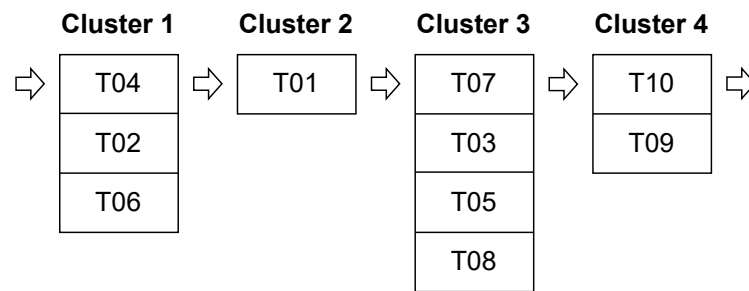 Cluster 1 Cluster 2 Cluster 3 Cluster 4
T04 T01 T07 T10
T02 T03 T09
T06 T05
T08